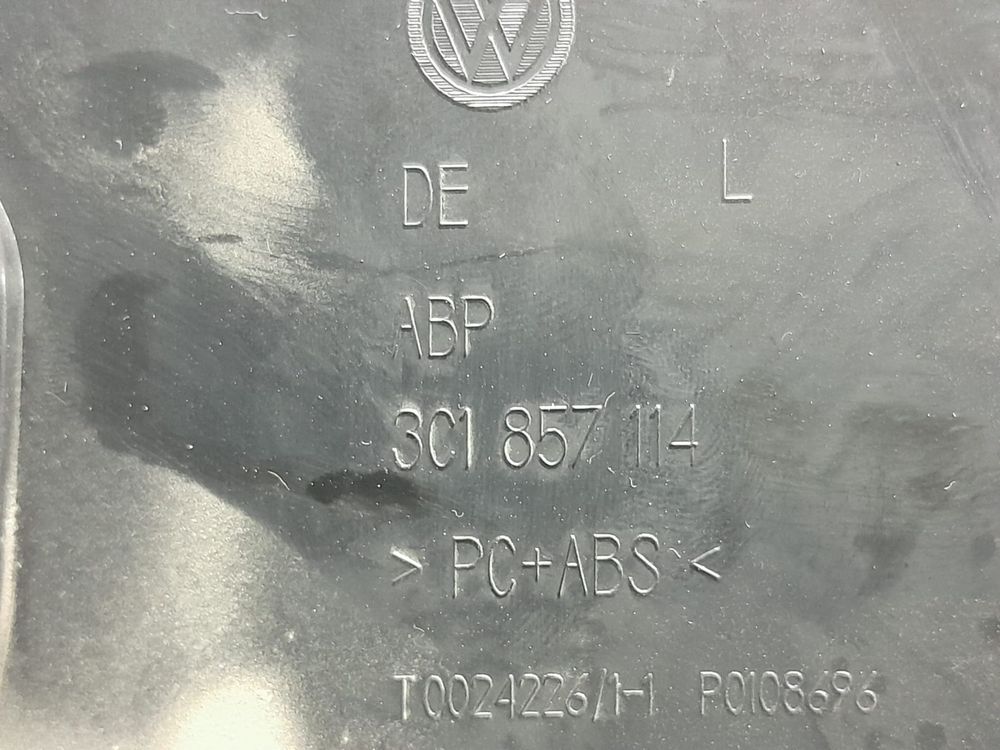 DE L
ABP
3C1 857 114
> PC+ABS <
T0024226/1-1 P0108696